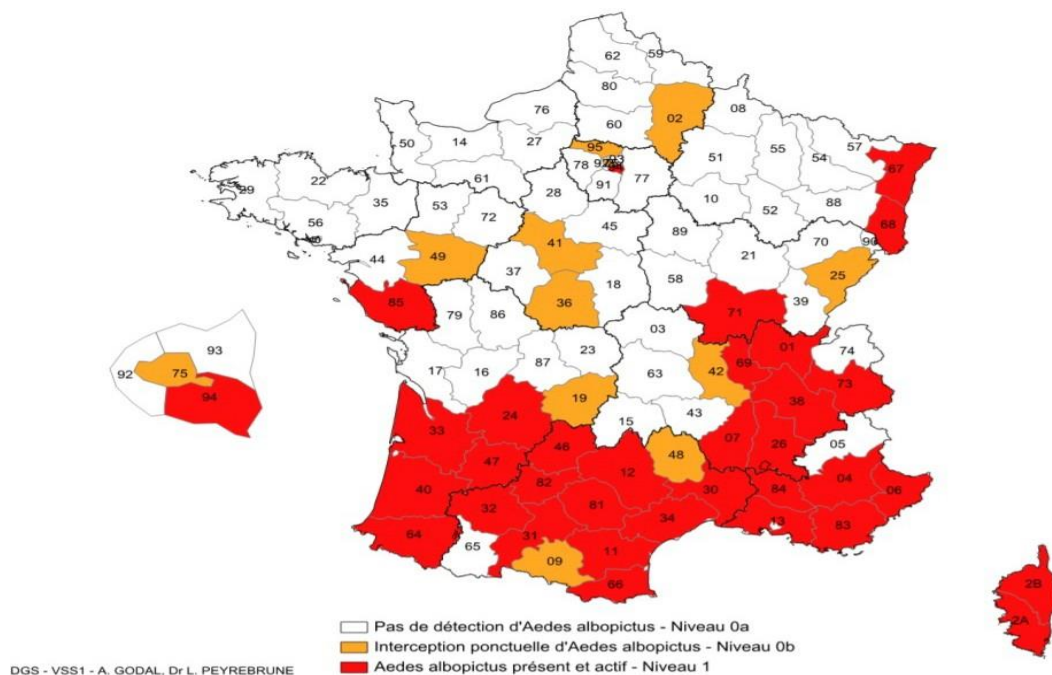 62 59
80
02 08
76 60
50 14 27 95 57
78 92 93 77 51 55 54 67
61 91
29 22 28 10 88
35 53 52 68
56 72 45 89 70 90
41
44 49 21 25
37 18 58
85 36 39
79 86 71
03 01
93 23 74
92 75 87 69
17 16 63 42 73
94 19 38
24 43
33 15 05
46 07 26
47 48
12 04
40 82 30 84 06
32 81
34 13 83
64 31
65 11
09
66 2B
2A
Pas de détection d'Aedes albopictus - Niveau 0a
Interception ponctuelle d'Aedes albopictus - Niveau 0b
Aedes albopictus présent et actif - Niveau 1
DGS - VSS1 - A. GODAL, Dr L. PEYREBRUNE